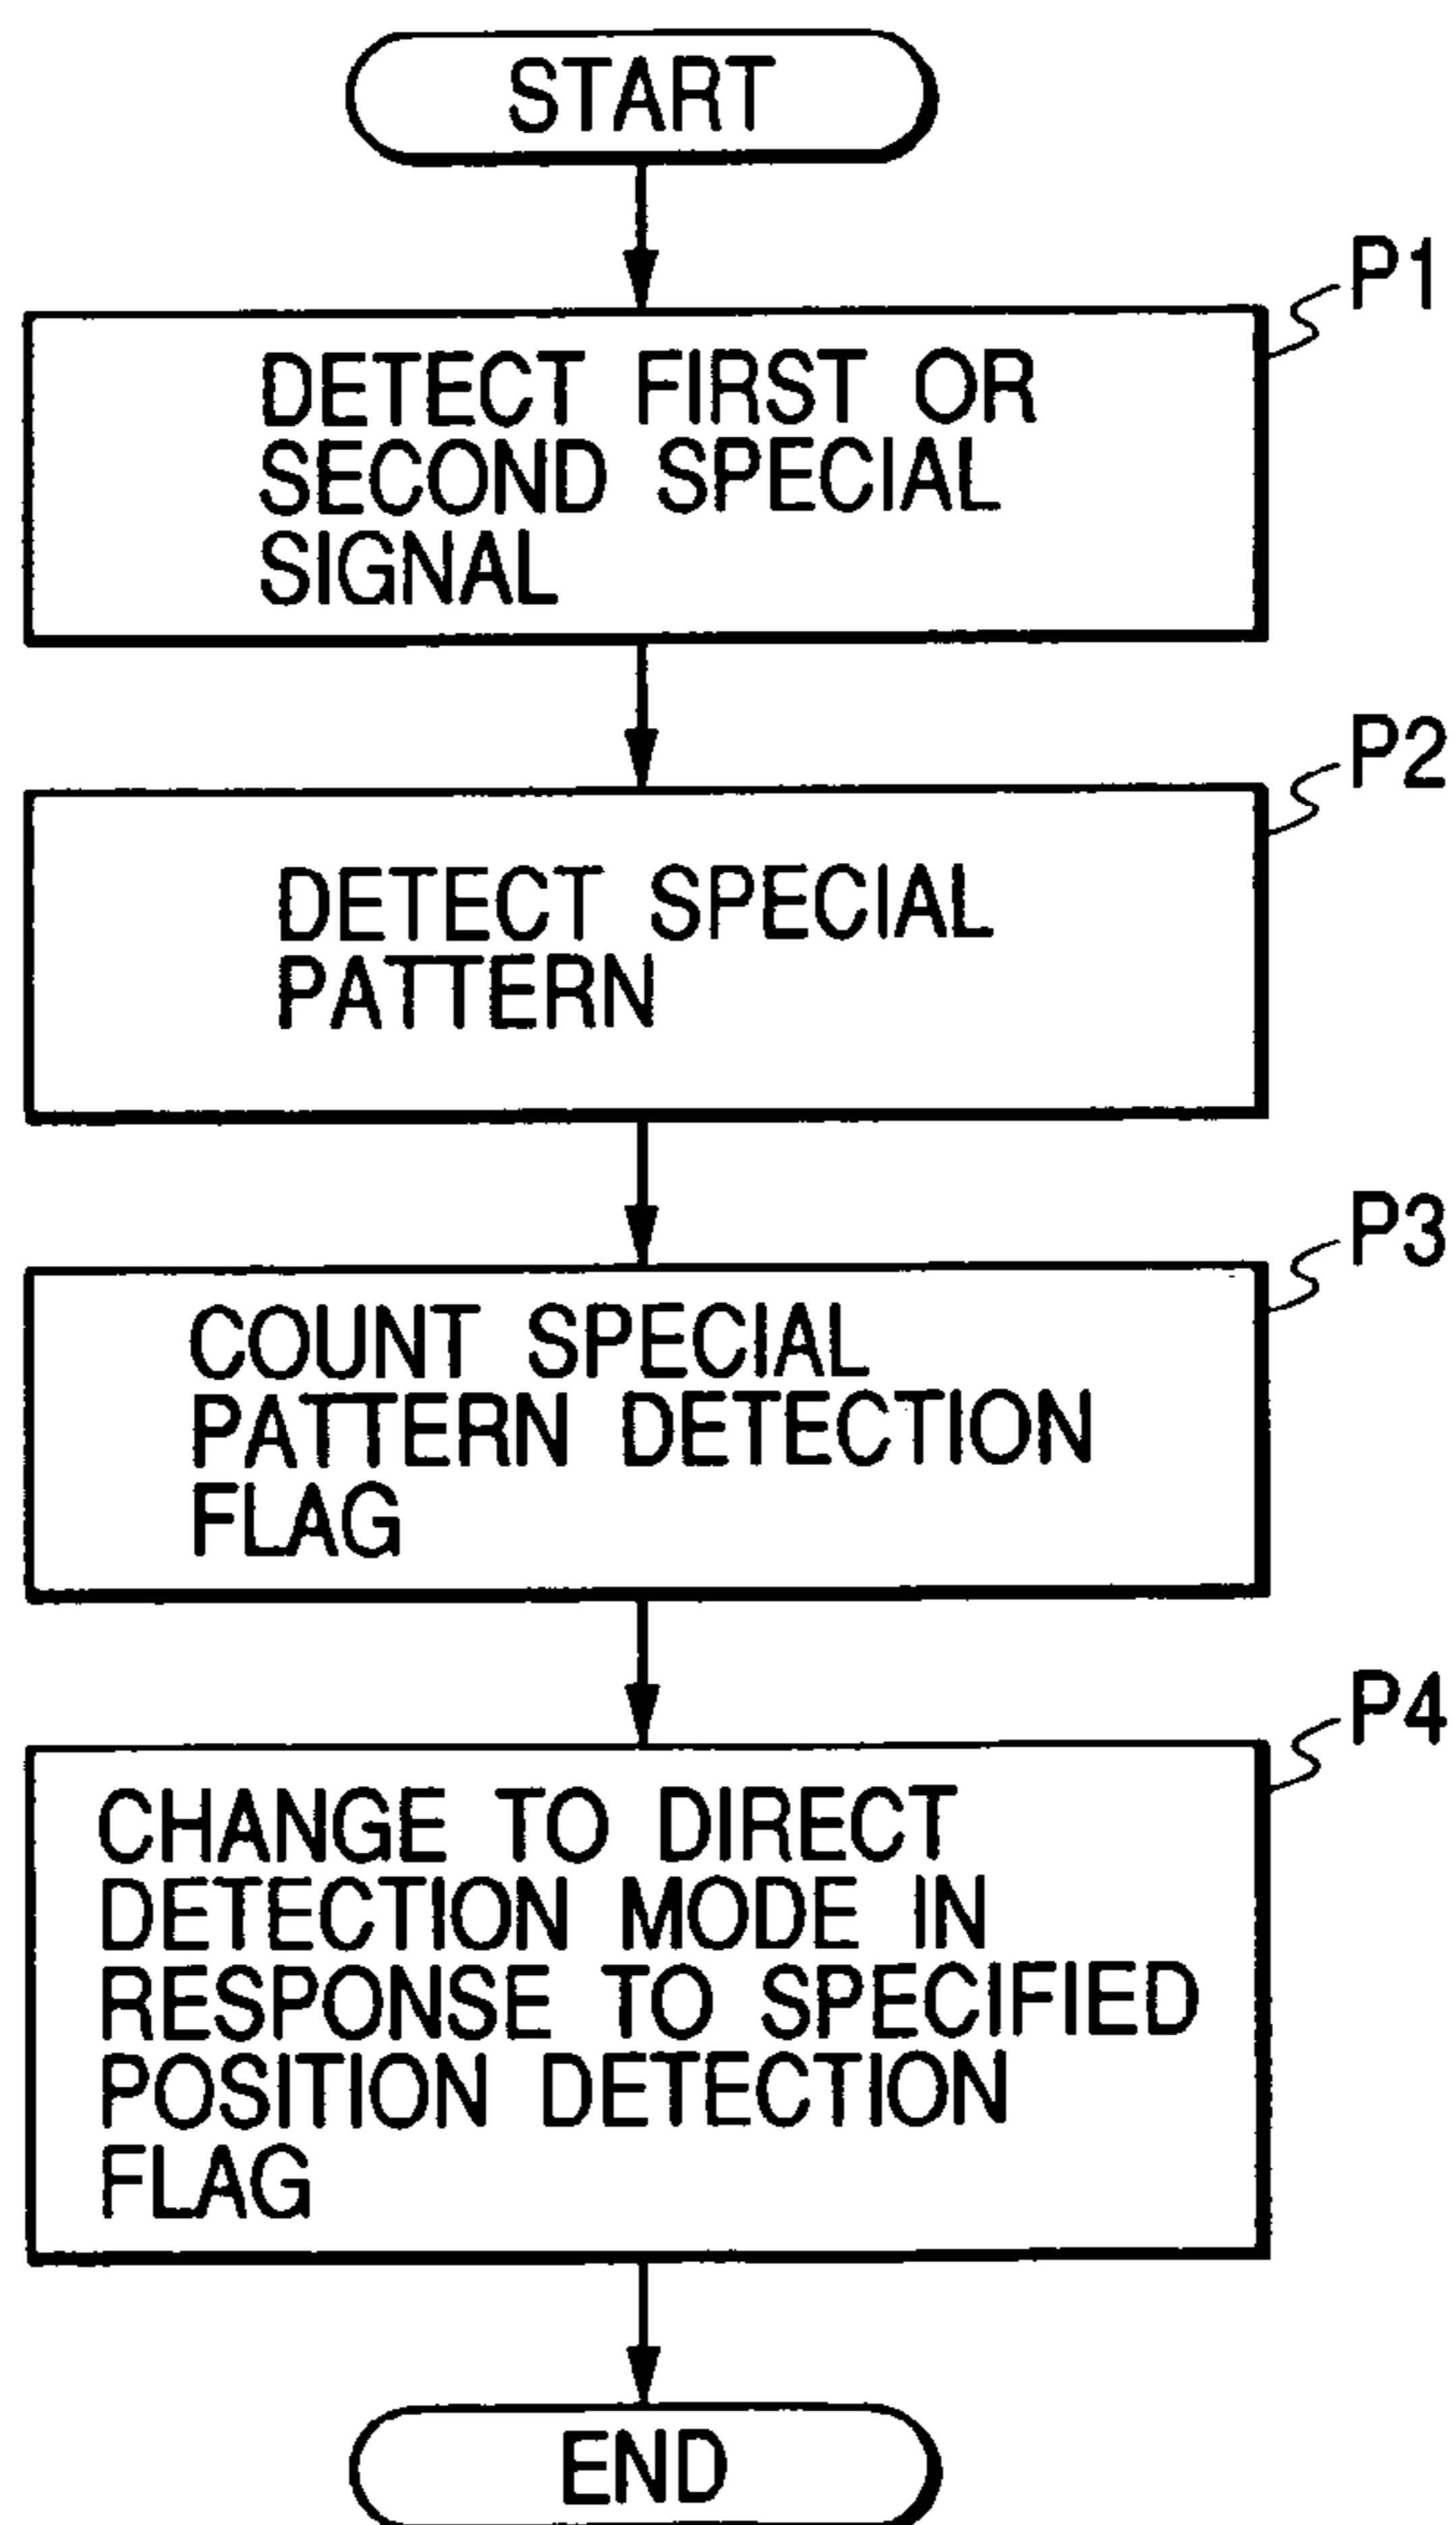 START
P1
DETECT FIRST OR
SECOND SPECIAL
SIGNAL
P2
DETECT SPECIAL
PATTERN
P3
COUNT SPECIAL
PATTERN DETECTION
FLAG
P4
CHANGE TO DIRECT
DETECTION MODE IN
RESPONSE TO SPECIFIED
POSITION DETECTION
FLAG
END